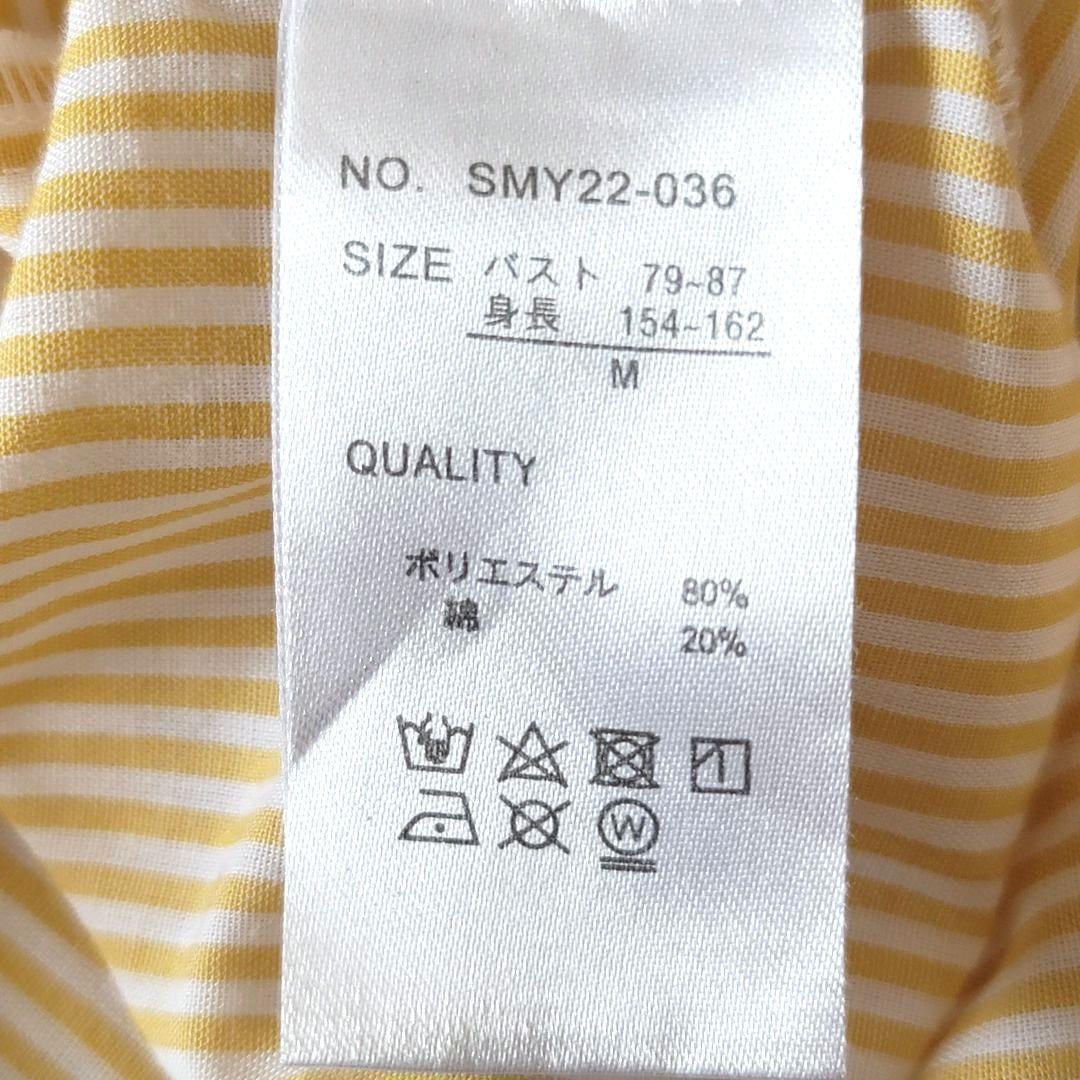 NO. SMY22-036
SIZE バスト 79~87
身長 154~162
M
QUALITY
ポリエステル 80%
綿 20%
W